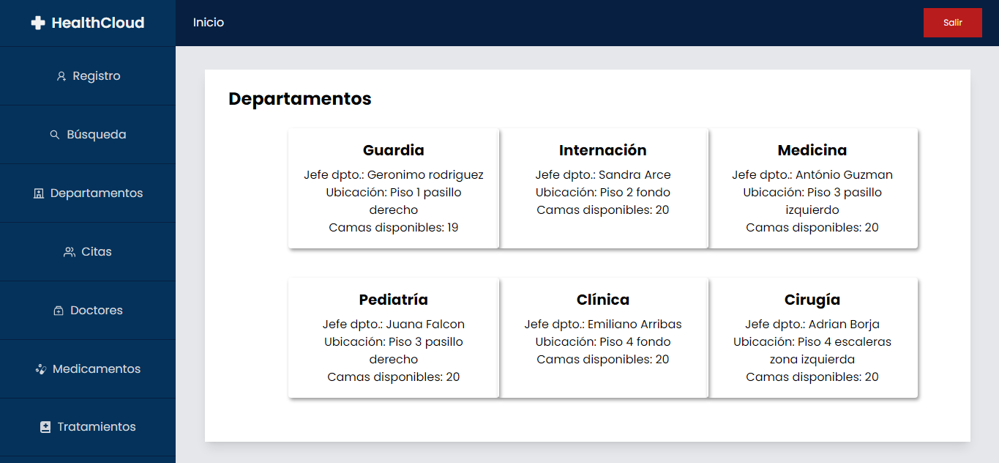 HealthCloud
Inicio
Salir
Registro
Búsqueda
Departamentos
Citas
Doctores
Medicamentos
Tratamientos
Departamentos
Guardia
Jefe dpto.: Geronimo rodriguez
Ubicación: Piso 1 pasillo
derecho
Camas disponibles: 19
Internación
Jefe dpto.: Sandra Arce
Ubicación: Piso 2 fondo
Camas disponibles: 20
Medicina
Jefe dpto.: António Guzman
Ubicación: Piso 3 pasillo
izquierdo
Camas disponibles: 20
Pediatría
Jefe dpto.: Juana Falcon
Ubicación: Piso 3 pasillo
derecho
Camas disponibles: 20
Clínica
Jefe dpto.: Emiliano Arribas
Ubicación: Piso 4 fondo
Camas disponibles: 20
Cirugía
Jefe dpto.: Adrian Borja
Ubicación: Piso 4 escaleras
zona izquierda
Camas disponibles: 20